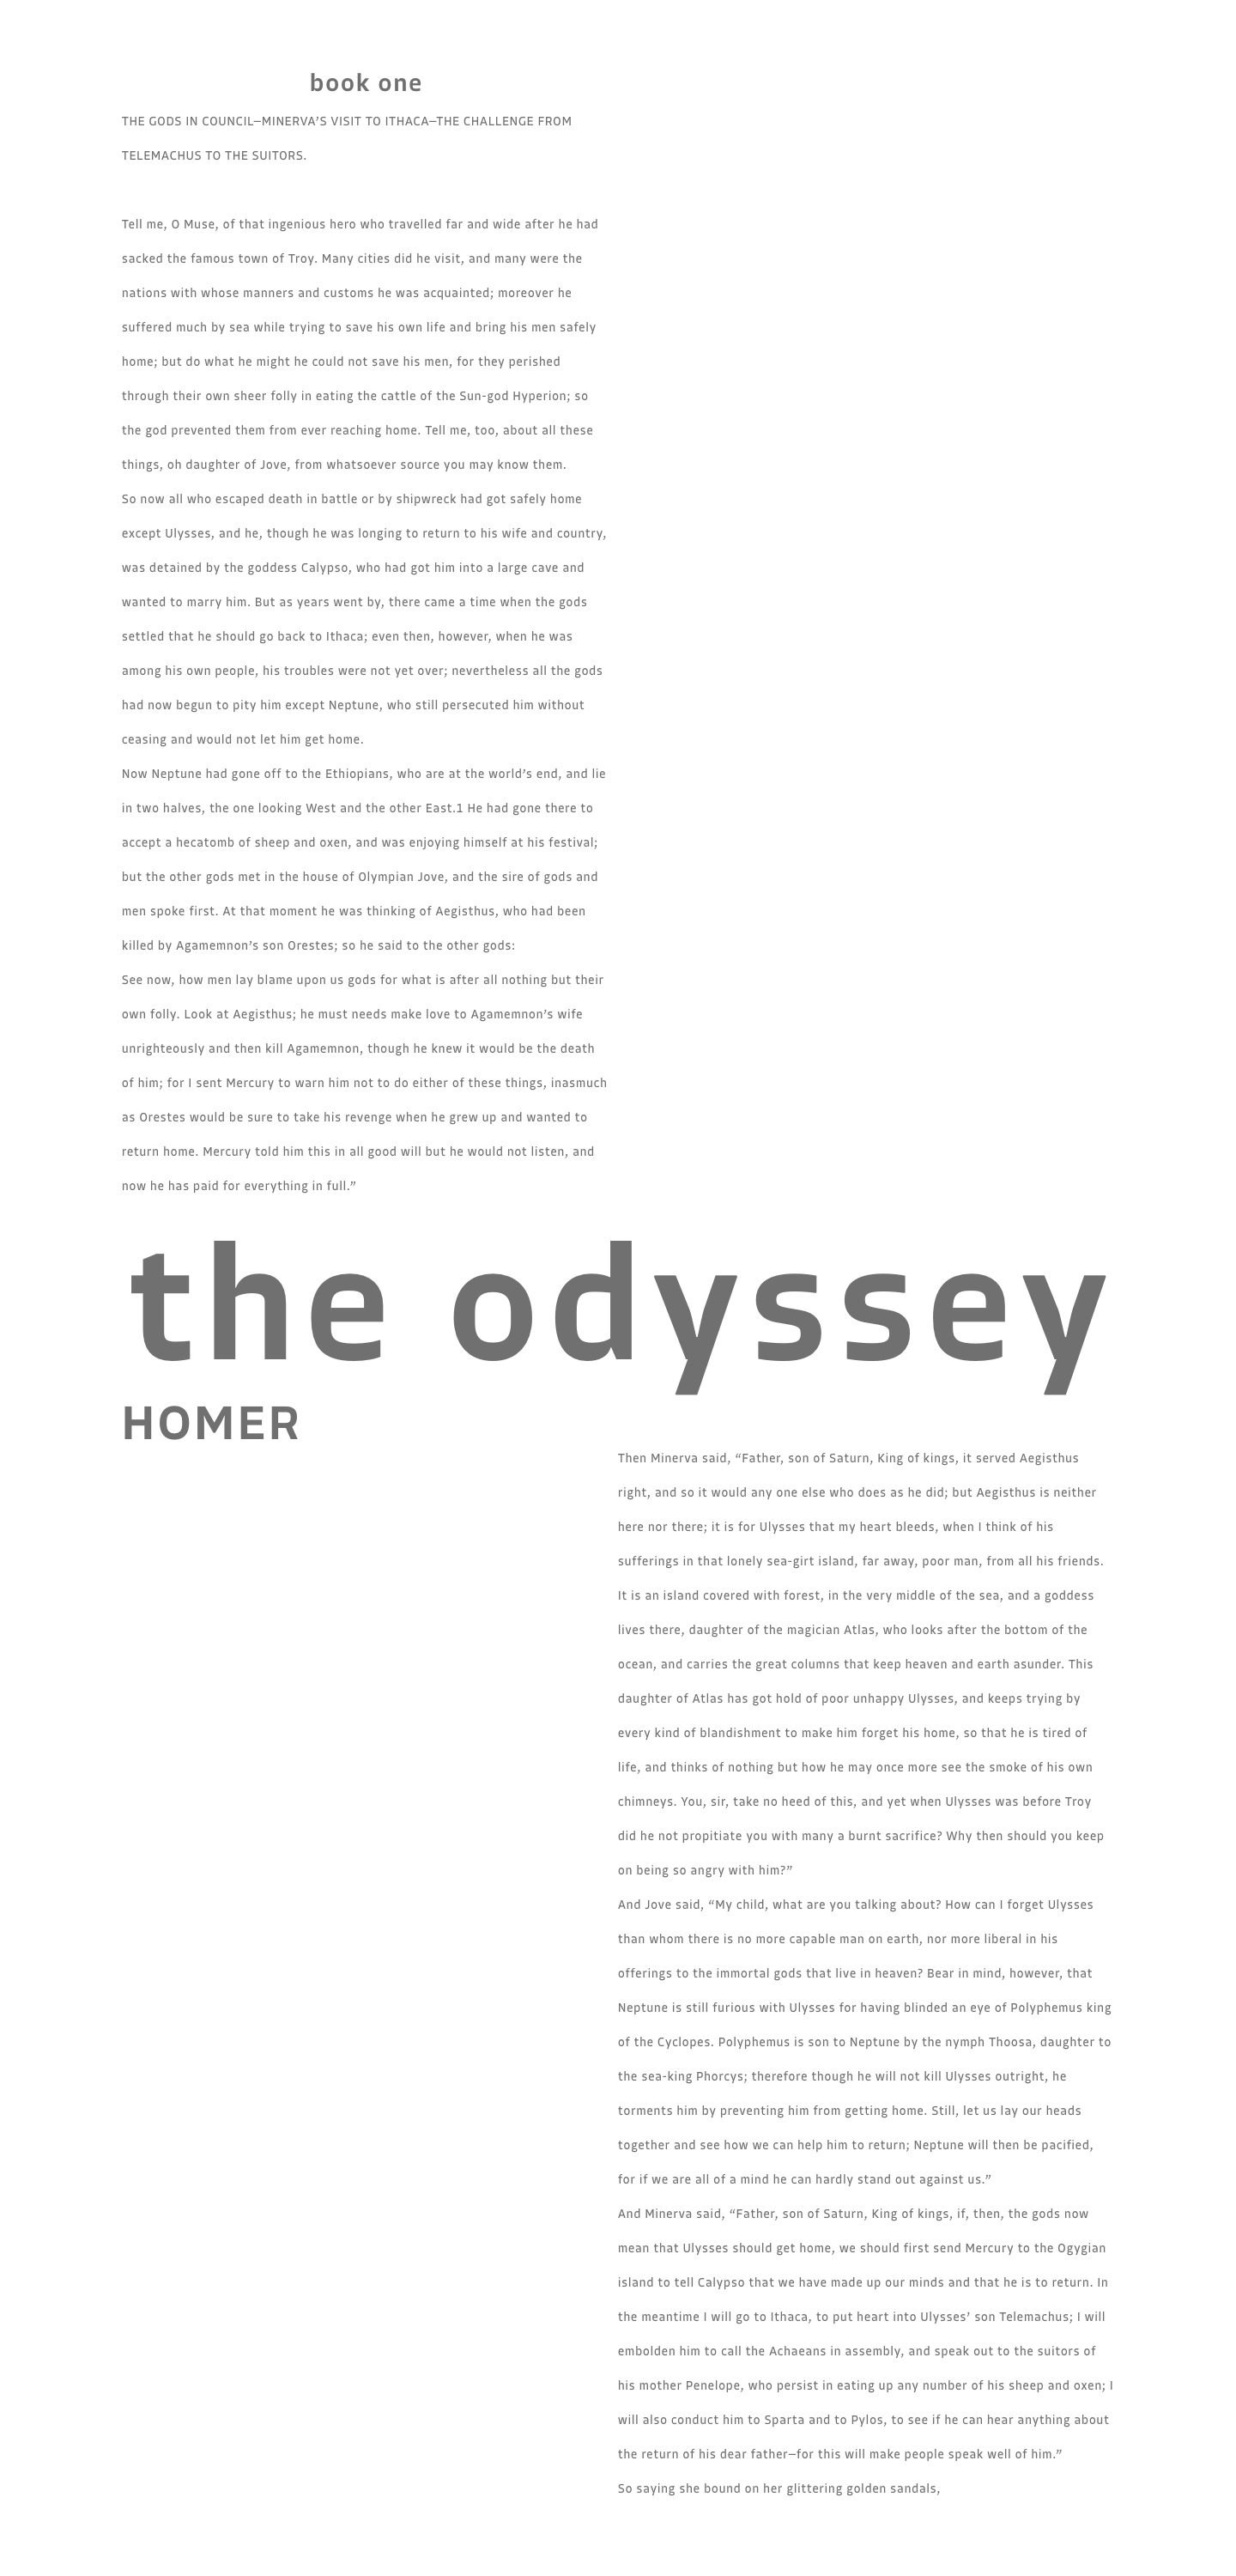 book one
THE GODS IN COUNCIL—MINERVA’S VISIT TO ITHACA—THE CHALLENGE FROM
TELEMACHUS TO THE SUITORS.
Tell me, O Muse, of that ingenious hero who travelled far and wide after he had
sacked the famous town of Troy. Many cities did he visit, and many were the
nations with whose manners and customs he was acquainted; moreover he
suffered much by sea while trying to save his own life and bring his men safely
home; but do what he might he could not save his men, for they perished
through their own sheer folly in eating the cattle of the Sun-god Hyperion; so
the god prevented them from ever reaching home. Tell me, too, about all these
things, oh daughter of Jove, from whatsoever source you may know them.
So now all who escaped death in battle or by shipwreck had got safely home
except Ulysses, and he, though he was longing to return to his wife and country,
was detained by the goddess Calypso, who had got him into a large cave and
wanted to marry him. But as years went by, there came a time when the gods
settled that he should go back to Ithaca; even then, however, when he was
among his own people, his troubles were not yet over; nevertheless all the gods
had now begun to pity him except Neptune, who still persecuted him without
ceasing and would not let him get home.
Now Neptune had gone off to the Ethiopians, who are at the world’s end, and lie
in two halves, the one looking West and the other East.1 He had gone there to
accept a hecatomb of sheep and oxen, and was enjoying himself at his festival;
but the other gods met in the house of Olympian Jove, and the sire of gods and
men spoke first. At that moment he was thinking of Aegisthus, who had been
killed by Agamemnon’s son Orestes; so he said to the other gods:
See now, how men lay blame upon us gods for what is after all nothing but their
own folly. Look at Aegisthus; he must needs make love to Agamemnon’s wife
unrighteously and then kill Agamemnon, though he knew it would be the death
of him; for I sent Mercury to warn him not to do either of these things, inasmuch
as Orestes would be sure to take his revenge when he grew up and wanted to
return home. Mercury told him this in all good will but he would not listen, and
now he has paid for everything in full.”
the odyssey
HOMER
Then Minerva said, “Father, son of Saturn, King of kings, it served Aegisthus
right, and so it would any one else who does as he did; but Aegisthus is neither
here nor there; it is for Ulysses that my heart bleeds, when I think of his
sufferings in that lonely sea-girt island, far away, poor man, from all his friends.
It is an island covered with forest, in the very middle of the sea, and a goddess
lives there, daughter of the magician Atlas, who looks after the bottom of the
ocean, and carries the great columns that keep heaven and earth asunder. This
daughter of Atlas has got hold of poor unhappy Ulysses, and keeps trying by
every kind of blandishment to make him forget his home, so that he is tired of
life, and thinks of nothing but how he may once more see the smoke of his own
chimneys. You, sir, take no heed of this, and yet when Ulysses was before Troy
did he not propitiate you with many a burnt sacrifice? Why then should you keep
on being so angry with him?”
And Jove said, “My child, what are you talking about? How can I forget Ulysses
than whom there is no more capable man on earth, nor more liberal in his
offerings to the immortal gods that live in heaven? Bear in mind, however, that
Neptune is still furious with Ulysses for having blinded an eye of Polyphemus king
of the Cyclopes. Polyphemus is son to Neptune by the nymph Thoosa, daughter to
the sea-king Phorcys; therefore though he will not kill Ulysses outright, he
torments him by preventing him from getting home. Still, let us lay our heads
together and see how we can help him to return; Neptune will then be pacified,
for if we are all of a mind he can hardly stand out against us.”
And Minerva said, “Father, son of Saturn, King of kings, if, then, the gods now
mean that Ulysses should get home, we should first send Mercury to the Ogygian
island to tell Calypso that we have made up our minds and that he is to return. In
the meantime I will go to Ithaca, to put heart into Ulysses’ son Telemachus; I will
embolden him to call the Achaeans in assembly, and speak out to the suitors of
his mother Penelope, who persist in eating up any number of his sheep and oxen; I
will also conduct him to Sparta and to Pylos, to see if he can hear anything about
the return of his dear father—for this will make people speak well of him.”
So saying she bound on her glittering golden sandals,